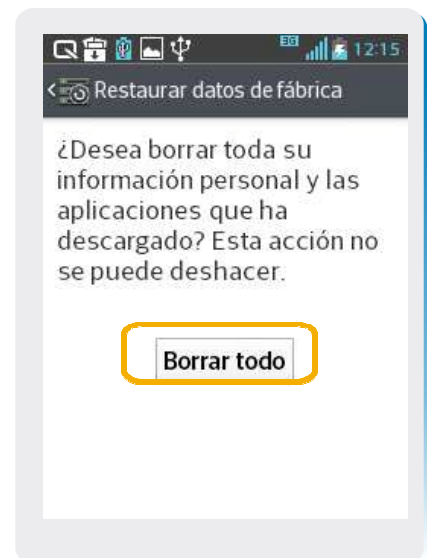 3G 12:15
Restaurar datos de fábrica
¿Desea borrar toda su
información personal y las
aplicaciones que ha
descargado? Esta acción no
se puede deshacer.
Borrar todo